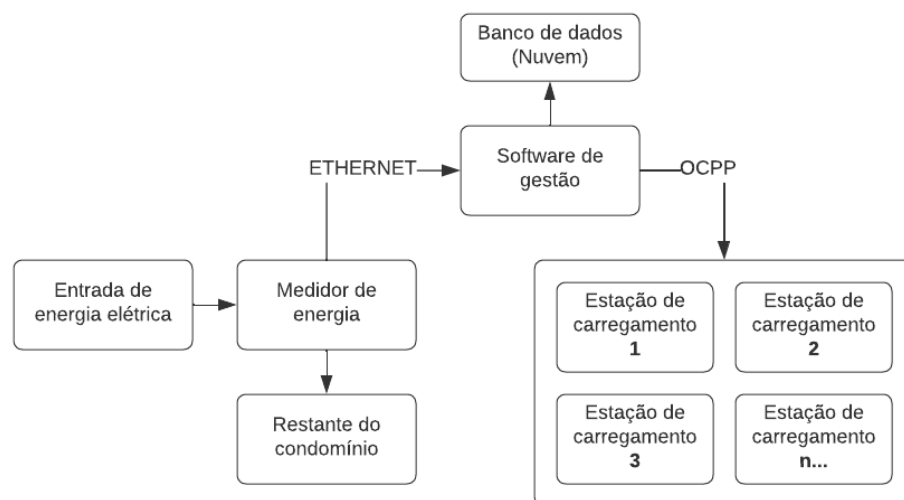 Banco de dados
(Nuvem)
Software de
gestão
ETHERNET
OCPP
Entrada de
energia elétrica
Medidor de
energia
Restante do
condomínio
Estação de
carregamento
1
Estação de
carregamento
2
Estação de
carregamento
3
Estação de
carregamento
n...